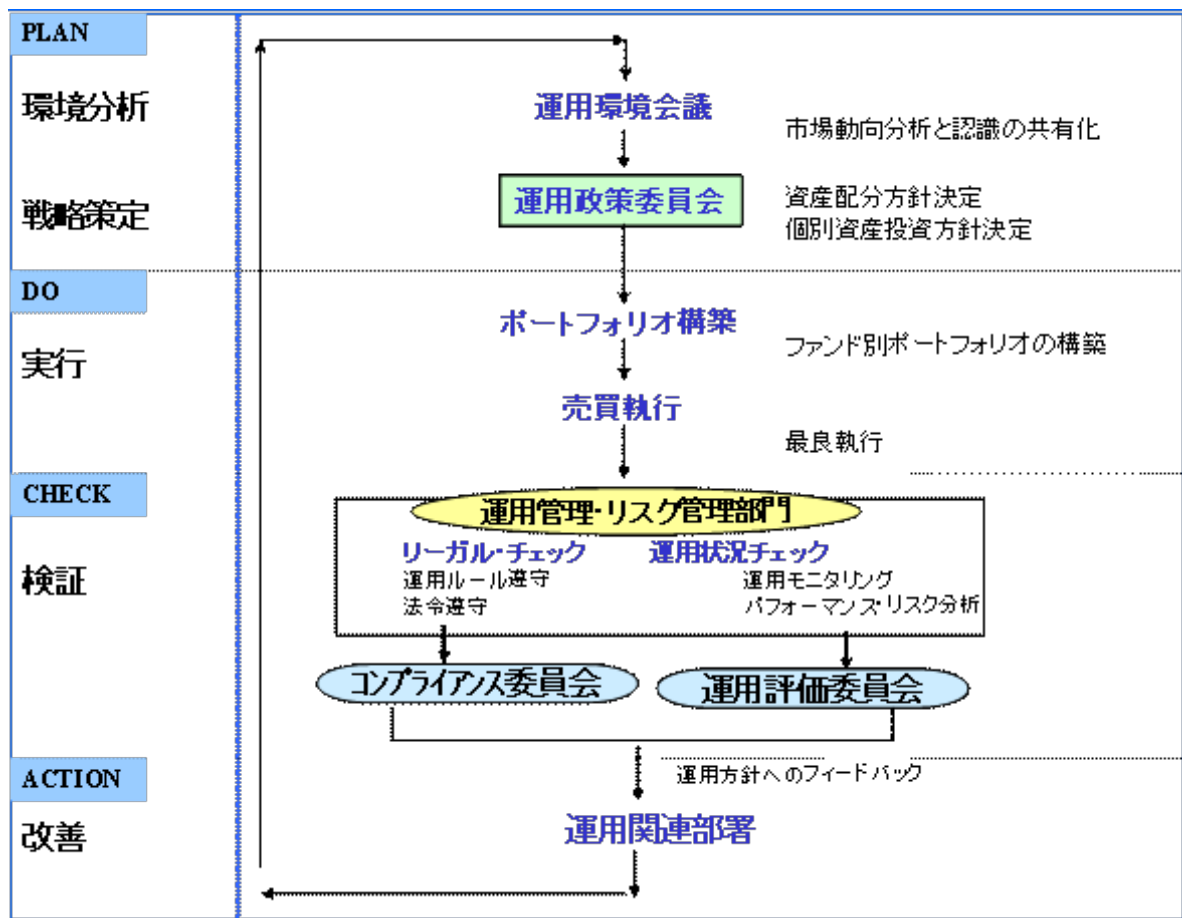 PLAN
環境分析
運用環境会議
市場動向分析と認識の共有化
戦略策定
運用政策委員会
資産配分方針決定
個別資産投資方針決定
DO
実行
ポートフォリオ構築
ファンド別ポートフォリオの構築
売買執行
最良執行
CHECK
検証
運用管理・リスク管理部門
リーガル・チェック
運用ルール遵守
法令遵守
運用状況チェック
運用モニタリング
パフォーマンス・リスク分析
コンプライアンス委員会
運用評価委員会
ACTION
改善
運用方針へのフィードバック
運用関連部署